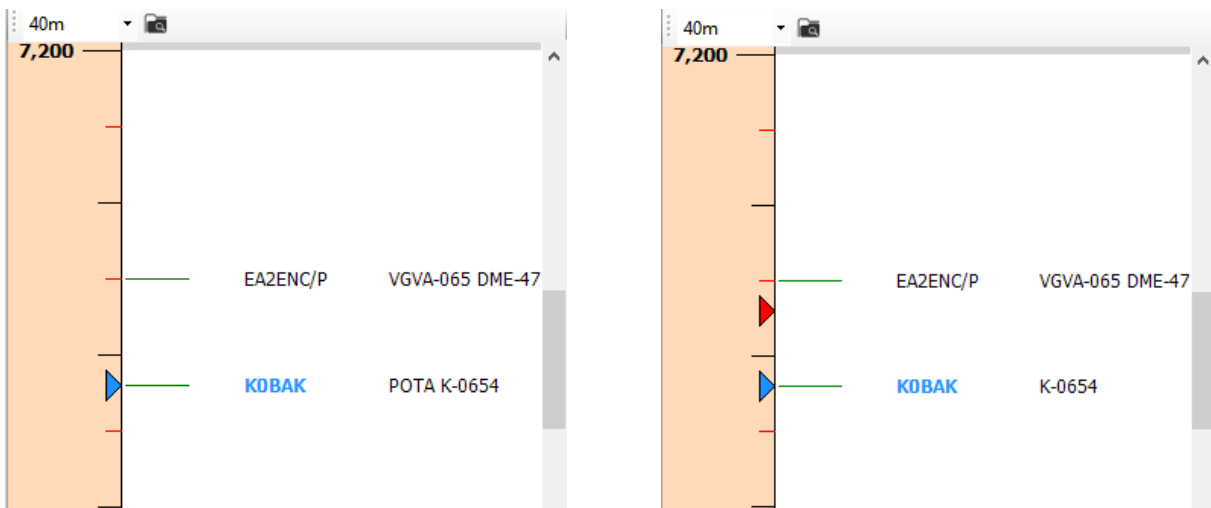 40m
7,200
EA2ENC/P VGVA-065 DME-47
K0BAK POTA K-0654
40m
7,200
EA2ENC/P VGVA-065 DME-47
K0BAK K-0654